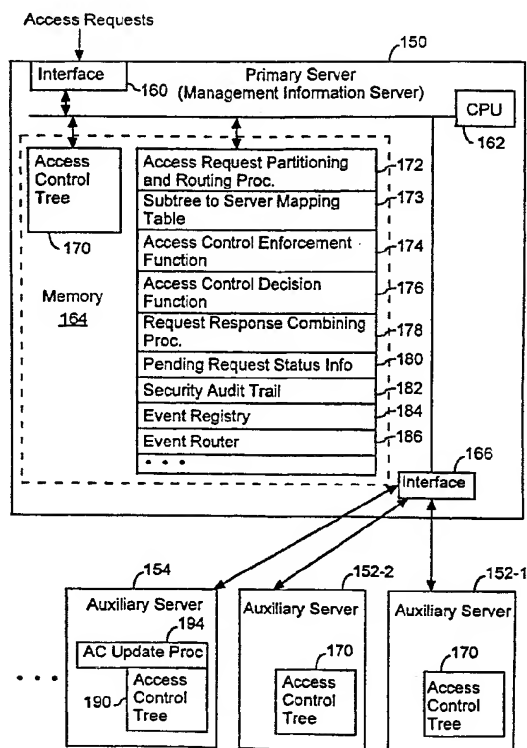 Access Requests
150
Interface
160
Primary Server
(Management Information Server)
CPU
162
Access
Control
Tree
170
Memory
164
Access Request Partitioning
and Routing Proc.
172
Subtree to Server Mapping
Table
173
Access Control Enforcement
Function
174
Access Control Decision
Function
176
Request Response Combining
Proc.
178
Pending Request Status Info
180
Security Audit Trail
182
Event Registry
184
Event Router
186
• • •
166
Interface
154
Auxiliary Server
194
AC Update Proc
190
Access
Control
Tree
• • •
152-2
Auxiliary Server
170
Access
Control
Tree
152-1
Auxiliary Server
170
Access
Control
Tree